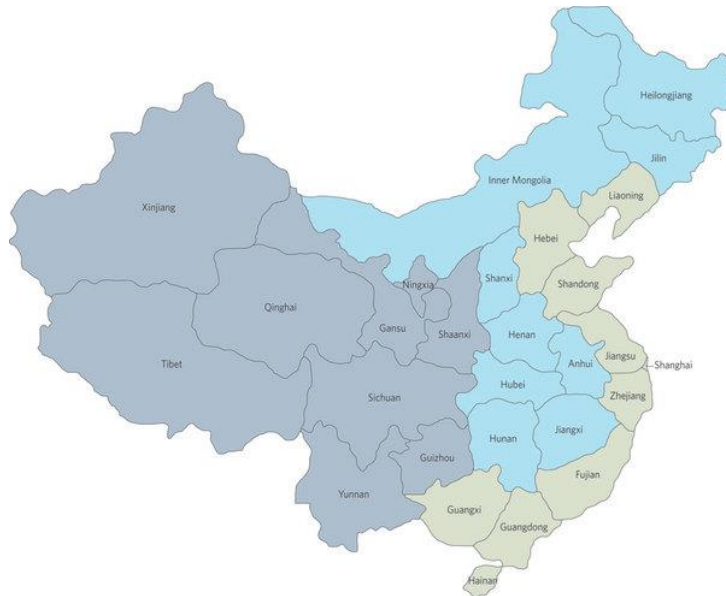 Heilongjiang
Jilin
Inner Mongolia
Liaoning
Xinjiang
Hebei
Shanxi
Ningxia
Shandong
Qinghai
Gansu
Shaanxi
Henan
Jiangsu
Anhui
Shanghai
Tibet
Hubei
Zhejiang
Sichuan
Jiangxi
Hunan
Guizhou
Fujian
Yunnan
Guangxi
Guangdong
Hainan